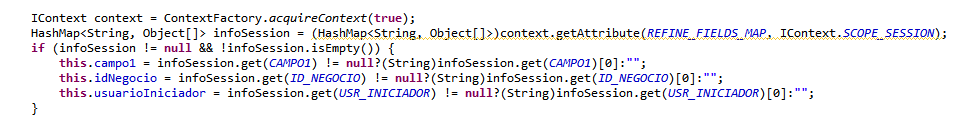 IContext context = ContextFactory.acquireContext(true);
HashMap<String, Object[]> infoSession = (HashMap<String, Object[]>)context.getAttribute(REFINE_FIELDS_MAP, IContext.SCOPE_SESSION);
if (infoSession != null && !infoSession.isEmpty()) {
this.campo1 = infoSession.get(CAMPO1) != null?(String)infoSession.get(CAMPO1)[0]:"";
this.idNegocio = infoSession.get(ID_NEGOCIO) != null?(String)infoSession.get(ID_NEGOCIO)[0]:"";
this.usuarioIniciador = infoSession.get(USR_INICIADOR) != null?(String)infoSession.get(USR_INICIADOR)[0]:"";
}